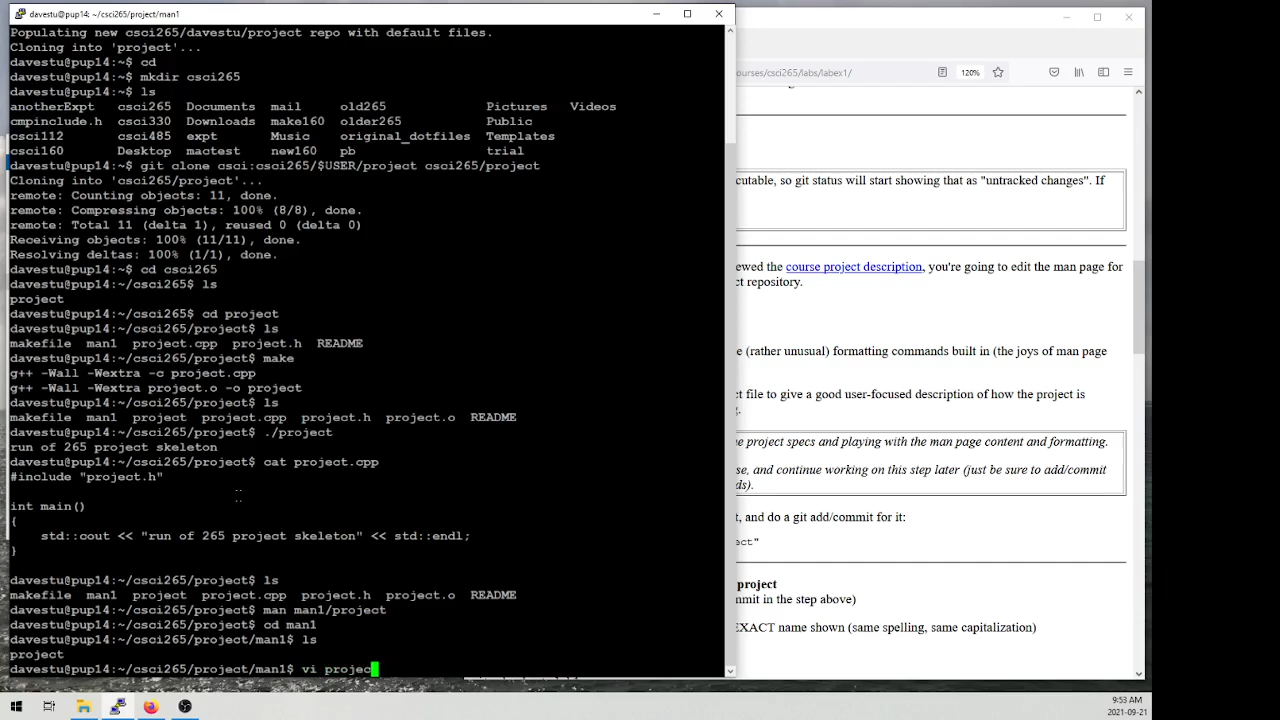 davestu@pup14: ~/csci265/project/man1
Populating new csci265/davestu/project repo with default files.
Cloning into 'project'...
davestu@pup14:~$ cd
davestu@pup14:~$ mkdir csci265
davestu@pup14:~$ ls
anotherExpt csci265 Documents mail old265 Pictures Videos
cmpinclude.h csci330 Downloads make160 older265 Public
csci112 csci485 expt Music original_dotfiles Templates
csci160 Desktop mactest new160 pb trial
davestu@pup14:~$ git clone csci:csci265/$USER/project csci265/project
Cloning into 'csci265/project'...
remote: Counting objects: 11, done.
remote: Compressing objects: 100% (8/8), done.
remote: Total 11 (delta 1), reused 0 (delta 0)
Receiving objects: 100% (11/11), done.
Resolving deltas: 100% (1/1), done.
davestu@pup14:~$ cd csci265
davestu@pup14:~/csci265$ ls
project
davestu@pup14:~/csci265$ cd project
davestu@pup14:~/csci265/project$ ls
makefile man1 project.cpp project.h README
davestu@pup14:~/csci265/project$ make
g++ -Wall -Wextra -c project.cpp
g++ -Wall -Wextra project.o -o project
davestu@pup14:~/csci265/project$ ls
makefile man1 project project.cpp project.h project.o README
davestu@pup14:~/csci265/project$ ./project
run of 265 project skeleton
davestu@pup14:~/csci265/project$ cat project.cpp
#include "project.h"
int main()
{
std::cout << "run of 265 project skeleton" << std::endl;
}
davestu@pup14:~/csci265/project$ ls
makefile man1 project project.cpp project.h project.o README
davestu@pup14:~/csci265/project$ man man1/project
davestu@pup14:~/csci265/project$ cd man1
davestu@pup14:~/csci265/project/man1$ ls
project
davestu@pup14:~/csci265/project/man1$ vi projec
ourses/csci265/labs/labex1/
120%
cutable, so git status will start showing that as "untracked changes". If
ewed the course project description, you're going to edit the man page for
ct repository.
e (rather unusual) formatting commands built in (the joys of man page
ct file to give a good user-focused description of how the project is
e project specs and playing with the man page content and formatting.
se, and continue working on this step later (just be sure to add/commit
ds).
t, and do a git add/commit for it:
ect"
project
mmit in the step above)
EXACT name shown (same spelling, same capitalization)
9:53 AM
2021-09-21